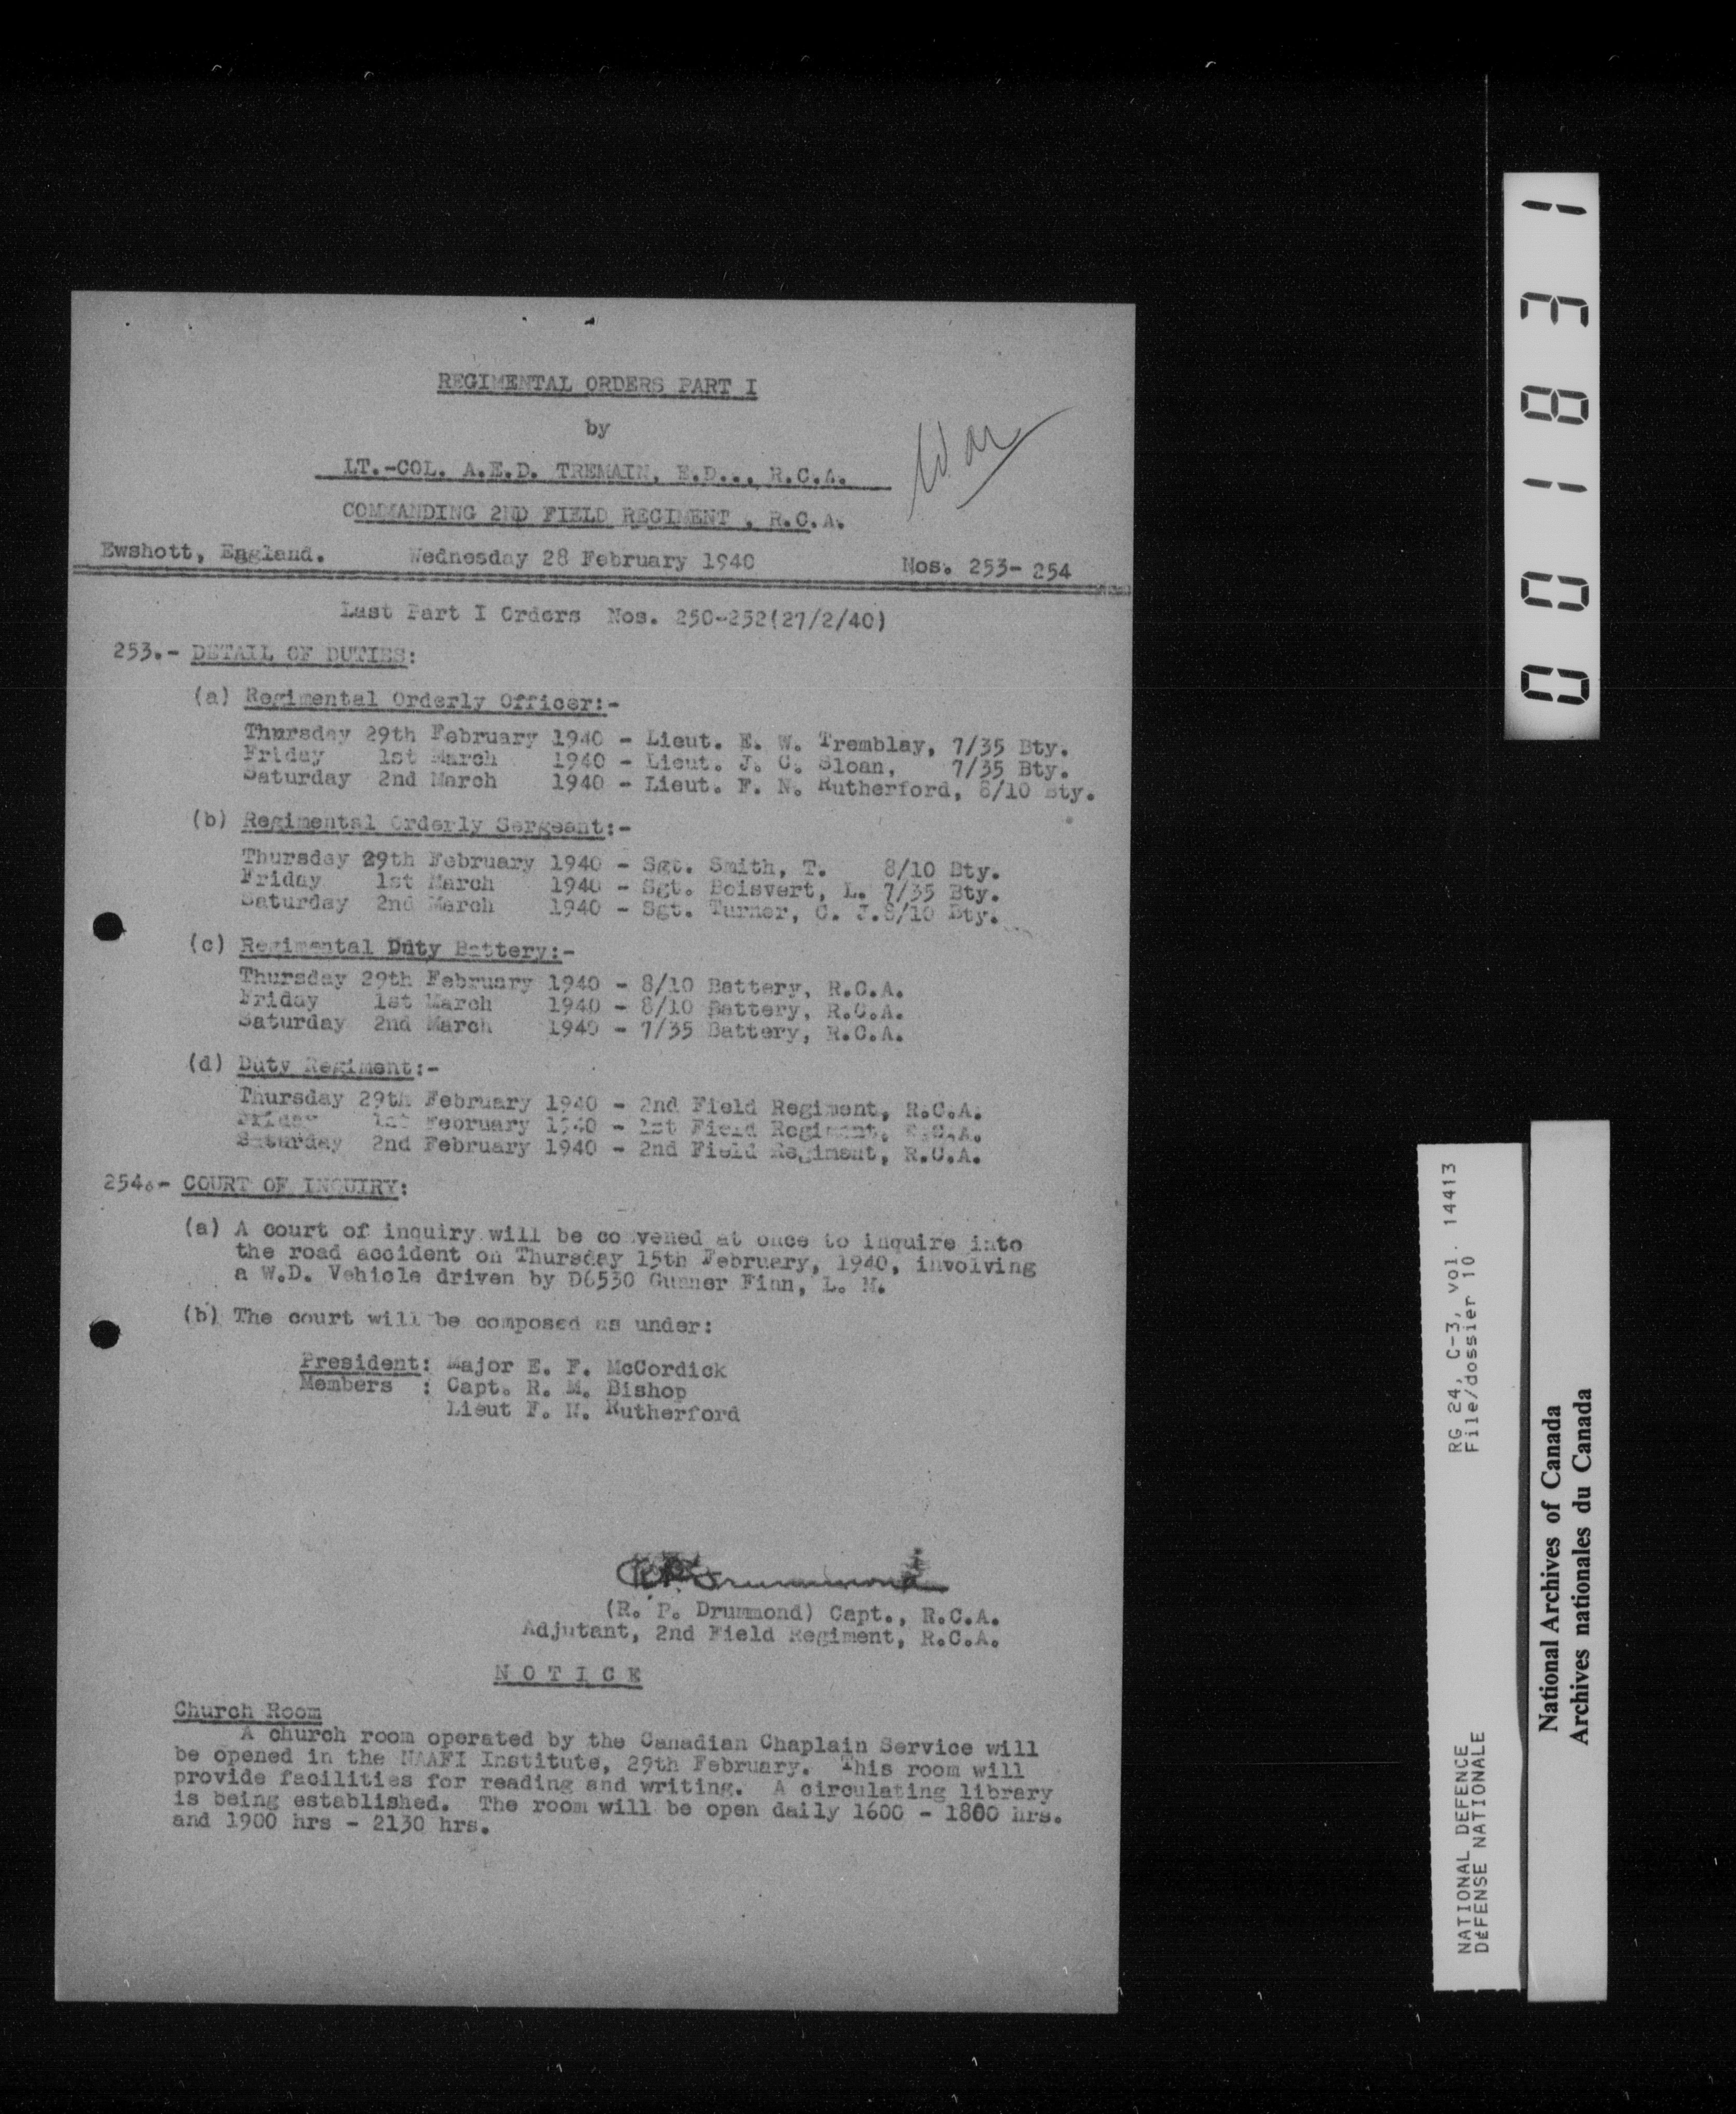 REGIMENTAL ORDERS PART I
by
LT.-COL. A.E.D. TREMAIN, E.D.., R.C.A.
COMMANDING 2ND FIELD REGIMENT , R.C.A.
War
Ewshott, England. Wednesday 28 February 1940 Nos. 253- 254
Last Part I Orders Nos. 250-252(27/2/40)
253.- DETAIL OF DUTIES:
(a) Regimental Orderly Officer:-
Thursday 29th February 1940 - Lieut. E. W. Tremblay, 7/35 Bty.
Friday 1st March 1940 - Lieut. J. C. Sloan, 7/35 Bty.
Saturday 2nd March 1940 - Lieut. F. N. Rutherford, 8/10 Bty.
(b) Regimental Orderly Sergeant:-
Thursday 29th February 1940 - Sgt. Smith, T. 8/10 Bty.
Friday 1st March 1940 - Sgt. Boisvert, L. 7/35 Bty.
Saturday 2nd March 1940 - Sgt. Turner, C. J.8/10 Bty.
(c) Regimental Duty Battery:-
Thursday 29th February 1940 - 8/10 Battery, R.C.A.
Friday 1st March 1940 - 8/10 Battery, R.C.A.
Saturday 2nd March 1940 - 7/35 Battery, R.C.A.
(d) Duty Regiment:-
Thursday 29th February 1940 - 2nd Field Regiment, R.C.A.
Friday 1st February 1940 - 1st Field Regiment, R.C.A.
Saturday 2nd February 1940 - 2nd Field Regiment, R.C.A.
254.- COURT OF INQUIRY:
(a) A court of inquiry will be convened at once to inquire into
the road accident on Thursday 15th February, 1940, involving
a W.D. Vehicle driven by D6530 Gunner Finn, L. M.
(b) The court will be composed as under:
President: Major E. F. McCordick
Members : Capt. R. M. Bishop
Lieut F. N. Rutherford
RP Drummond
(R. P. Drummond) Capt., R.C.A.
Adjutant, 2nd Field Regiment, R.C.A.
N O T I C E
Church Room
A church room operated by the Canadian Chaplain Service will
be opened in the NAAFI Institute, 29th February. This room will
provide facilities for reading and writing. A circulating library
is being established. The room will be open daily 1600 - 1800 hrs.
and 1900 hrs - 2130 hrs.
001831
NATIONAL DEFENCE RG 24, C-3, vol. 14413
DÉFENSE NATIONALE File/dossier 10
National Archives of Canada
Archives nationales du Canada